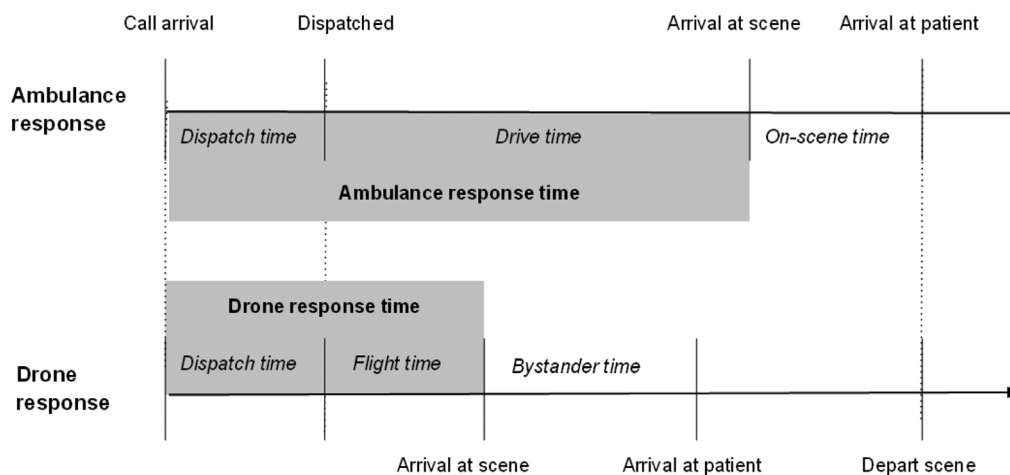 Call arrival
Dispatched
Arrival at scene
Arrival at patient
Ambulance
response
Dispatch time
Drive time
On-scene time
Ambulance response time
Drone response time
Dispatch time
Flight time
Bystander time
Drone
response
Arrival at scene
Arrival at patient
Depart scene